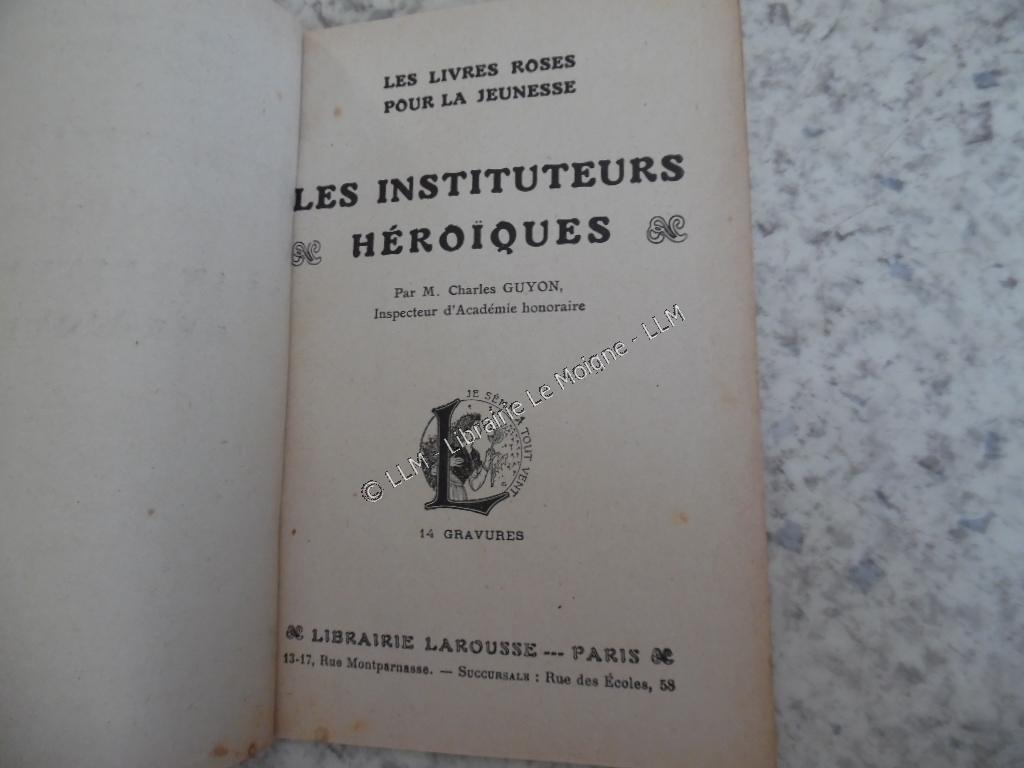 LES LIVRES ROSES
POUR LA JEUNESSE
LES INSTITUTEURS
HÉROÏQUES
Par M. Charles GUYON,
Inspecteur d'Académie honoraire
JE SÈME A TOUT VENT
L
© LLM - Librairie Le Moigne - LLM
14 GRAVURES
LIBRAIRIE LAROUSSE --- PARIS
13-17, Rue Montparnasse. — SUCCURSALE : Rue des Écoles, 58